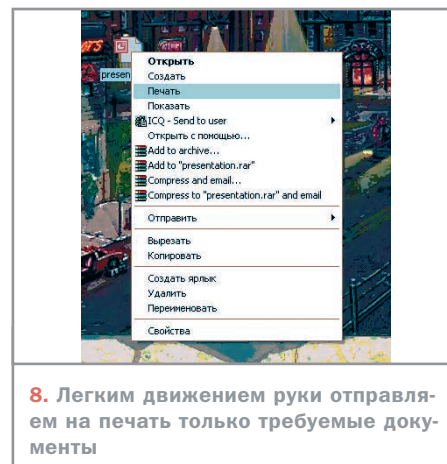 presen
Открыть
Создать
Печать
Показать
ICQ - Send to user
Открыть с помощью...
Add to archive...
Add to "presentation.rar"
Compress and email...
Compress to "presentation.rar" and email
Отправить
Вырезать
Копировать
Создать ярлык
Удалить
Переименовать
Свойства
8. Легким движением руки отправля-
ем на печать только требуемые доку-
менты